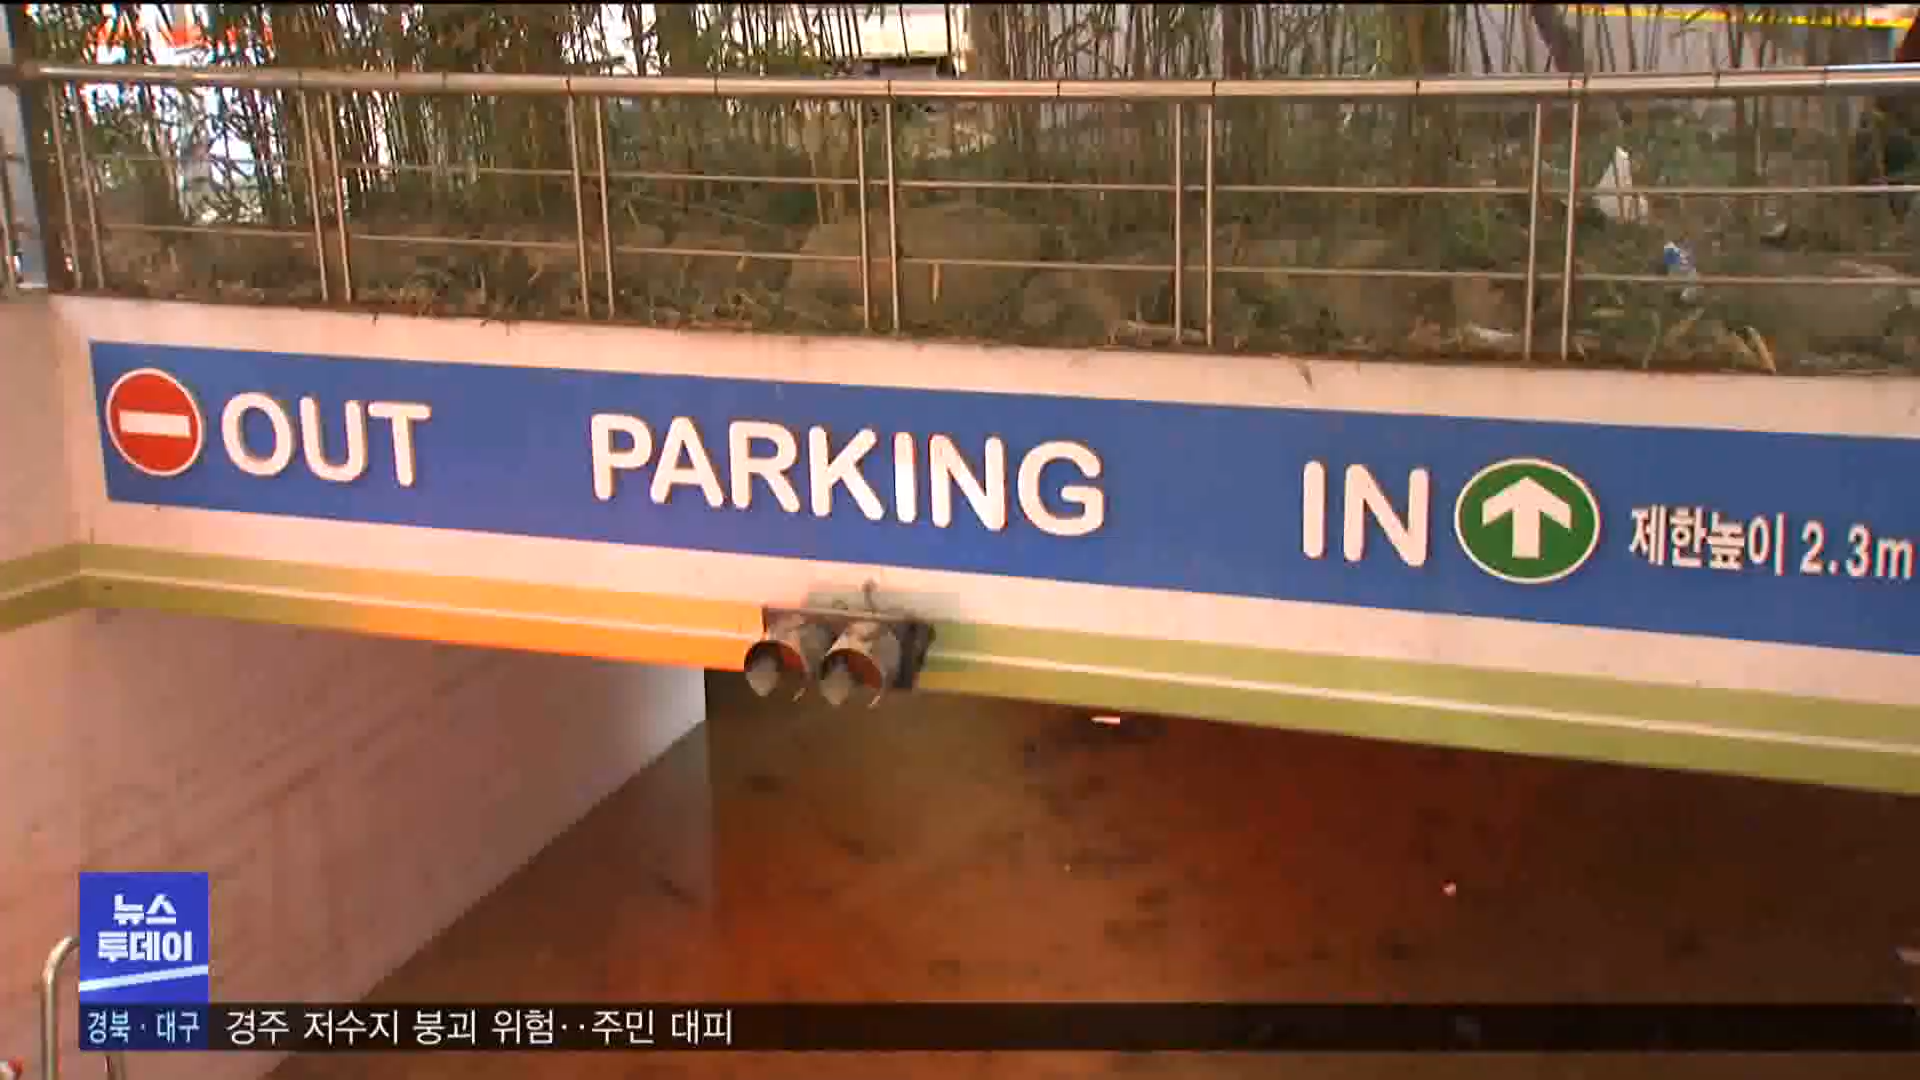 OUT PARKING IN 제한높이 2.3m
뉴스
투데이
경북·대구 경주 저수지 붕괴 위험‥주민 대피